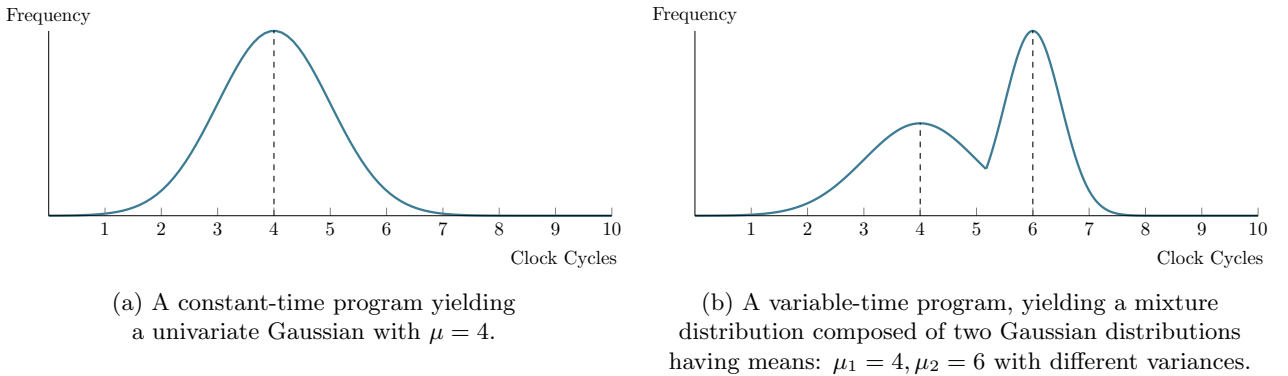 Frequency
1 2 3 4 5 6 7 8 9 10
Clock Cycles
(a) A constant-time program yielding
a univariate Gaussian with μ = 4.
Frequency
1 2 3 4 5 6 7 8 9 10
Clock Cycles
(b) A variable-time program, yielding a mixture
distribution composed of two Gaussian distributions
having means: μ₁ = 4, μ₂ = 6 with different variances.